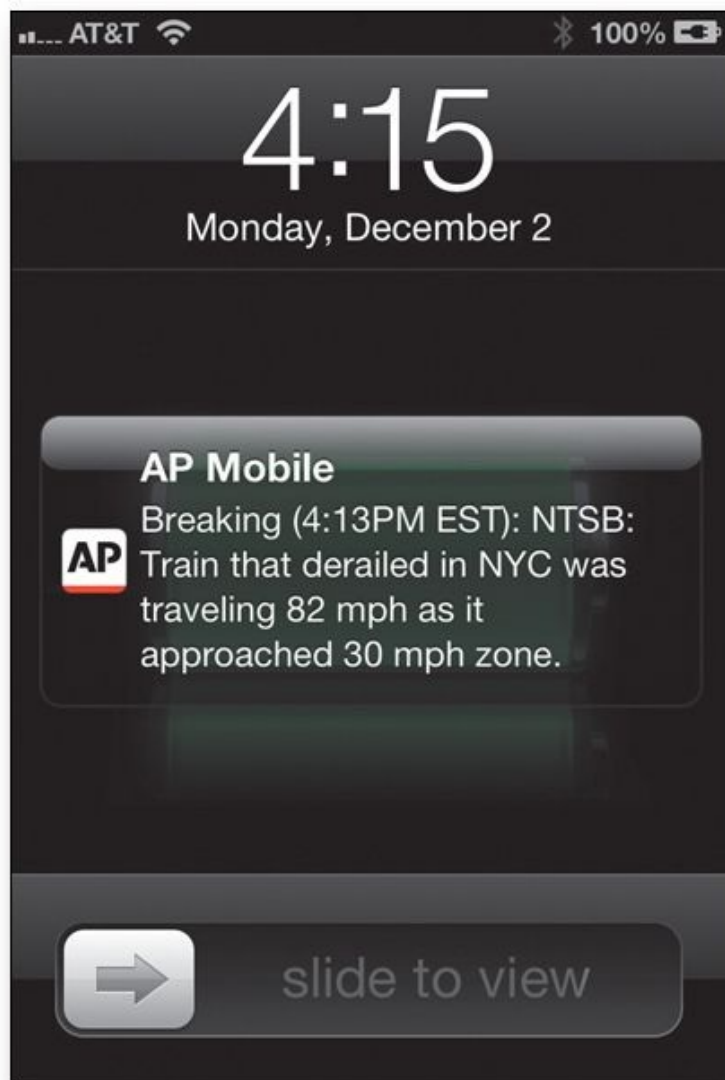 AT&T 100%
4:15
Monday, December 2
AP Mobile
Breaking (4:13PM EST): NTSB:
AP Train that derailed in NYC was
traveling 82 mph as it
approached 30 mph zone.
slide to view